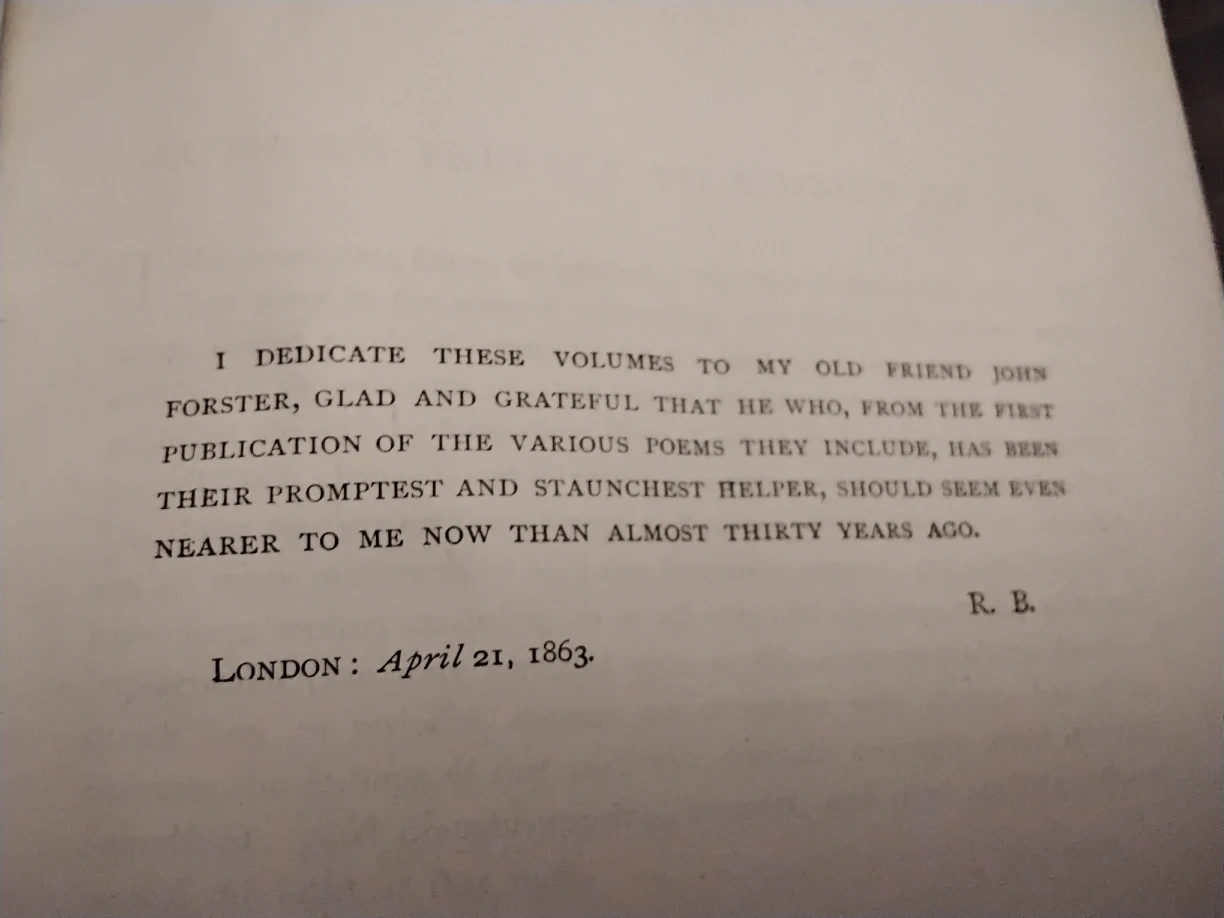 I DEDICATE THESE VOLUMES TO MY OLD FRIEND JOHN
FORSTER, GLAD AND GRATEFUL THAT HE WHO, FROM THE FIRST
PUBLICATION OF THE VARIOUS POEMS THEY INCLUDE, HAS BEEN
THEIR PROMPTEST AND STAUNCHEST HELPER, SHOULD SEEM EVEN
NEARER TO ME NOW THAN ALMOST THIRTY YEARS AGO.
R. B.
LONDON: April 21, 1863.